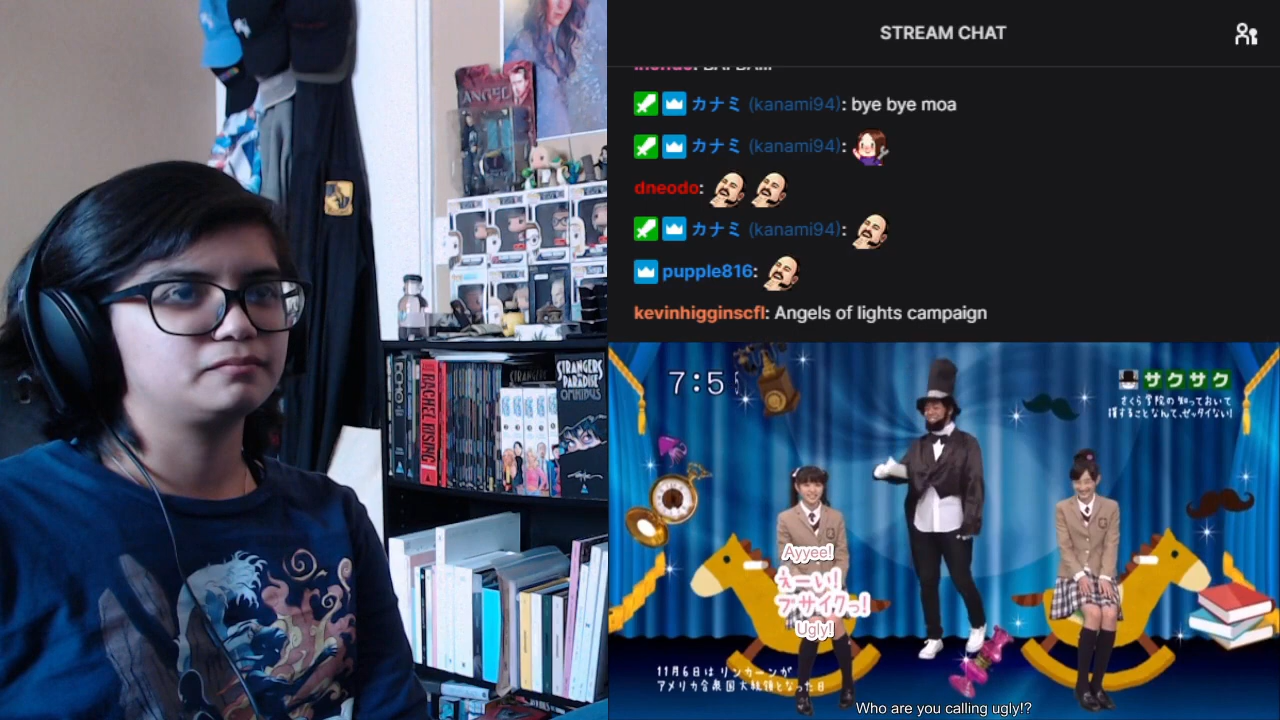 STREAM CHAT
カナミ (kanami94): bye bye moa
カナミ (kanami94):
dneodo:
カナミ (kanami94):
pupple816:
kevinhigginscfl: Angels of lights campaign
ANGEL
RACHEL RISING
STRANGERS
IN
PARADISE
OMNIBUS
7:5
サクサク
さくら学院の知っておいて
損することなんて、ゼッタイない!
Ayyee!
えーい!
ブサイクっ!
Ugly!
11月6日は リンカーンが
アメリカ合衆国大統領となった日
Who are you calling ugly!?